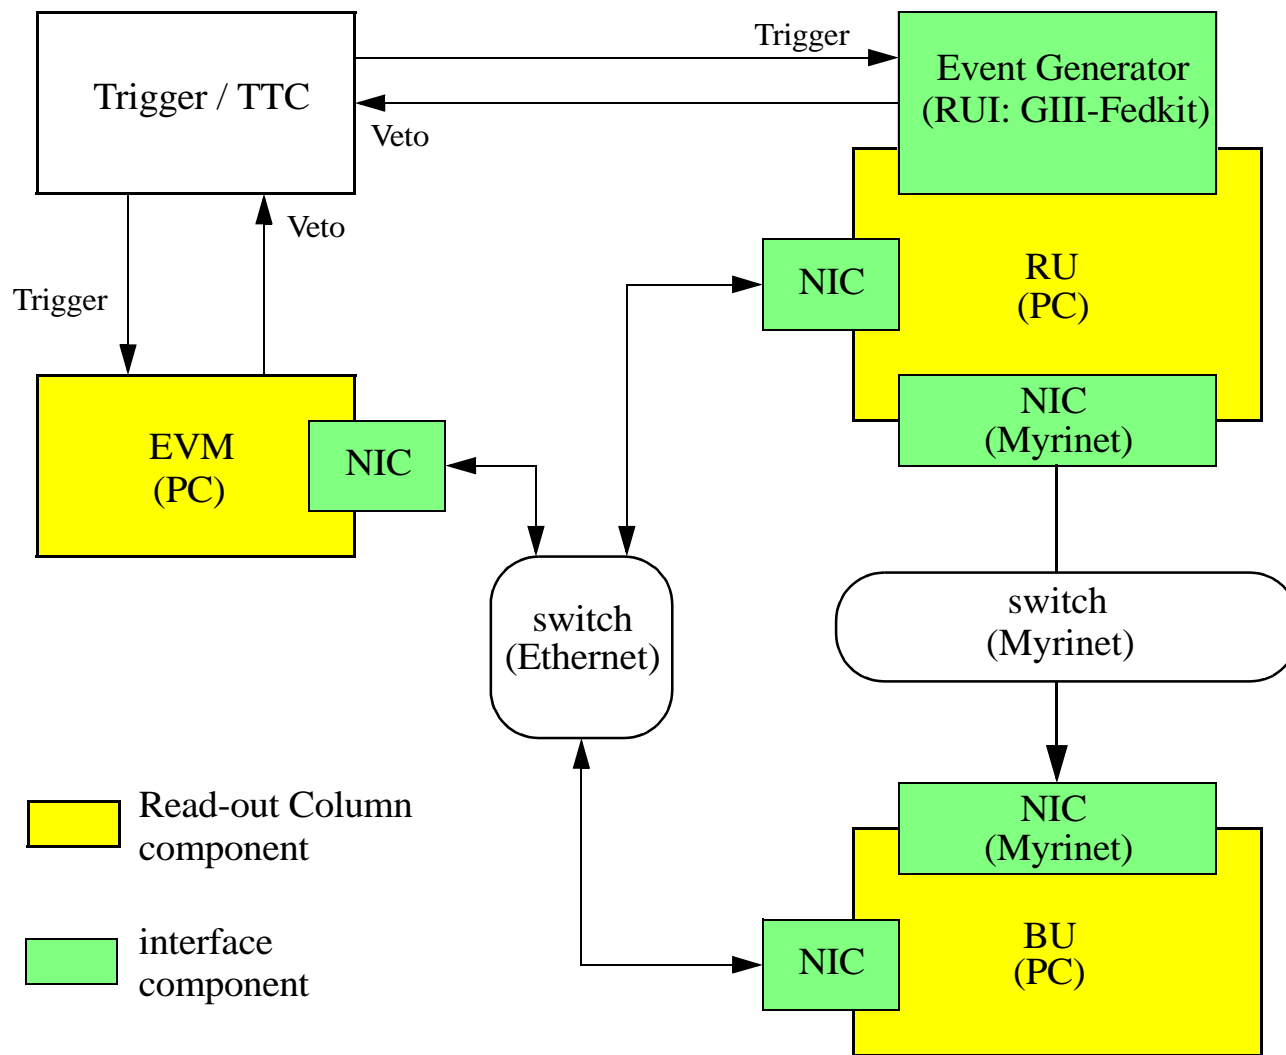 Trigger
Trigger / TTC
Event Generator
(RUI: GIII-Fedkit)
Veto
Veto
Trigger
NIC
RU
(PC)
NIC
(Myrinet)
EVM
(PC)
NIC
switch
(Ethernet)
switch
(Myrinet)
Read-out Column
component
NIC
(Myrinet)
interface
component
NIC
BU
(PC)